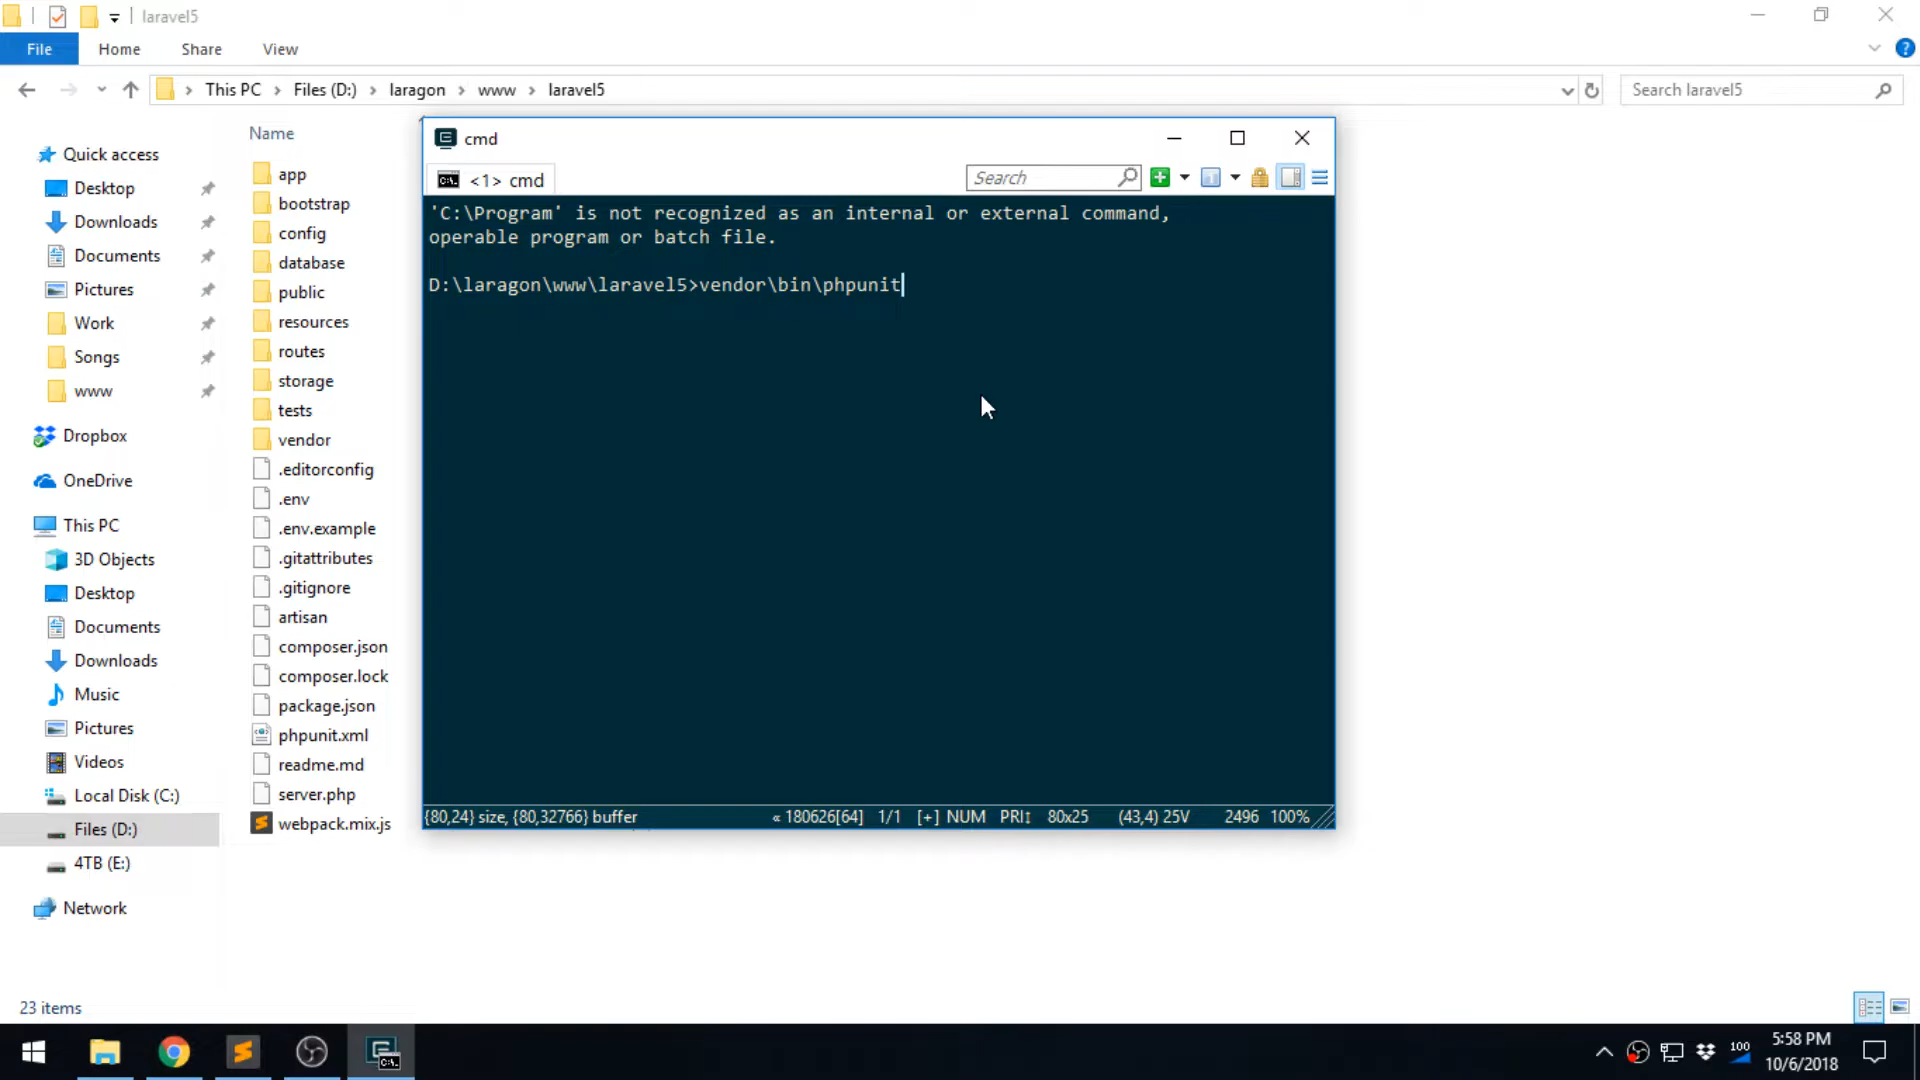 laravel5
File
Home
Share
View
This PC
Files (D:)
laragon
www
laravel5
Search laravel5
Name
Quick access
Desktop
Downloads
Documents
Pictures
Work
Songs
www
Dropbox
OneDrive
This PC
3D Objects
Desktop
Documents
Downloads
Music
Pictures
Videos
Local Disk (C:)
Files (D:)
4TB (E:)
Network
app
bootstrap
config
database
public
resources
routes
storage
tests
vendor
.editorconfig
.env
.env.example
.gitattributes
.gitignore
artisan
composer.json
composer.lock
package.json
phpunit.xml
readme.md
server.php
webpack.mix.js
cmd
<1> cmd
Search
'C:\Program' is not recognized as an internal or external command,
operable program or batch file.
D:\laragon\www\laravel5>vendor\bin\phpunit
{80,24} size, {80,32766} buffer
« 180626[64] 1/1 [+] NUM PRI↕ 80x25 (43,4) 25V 2496 100%
23 items
100
5:58 PM
10/6/2018